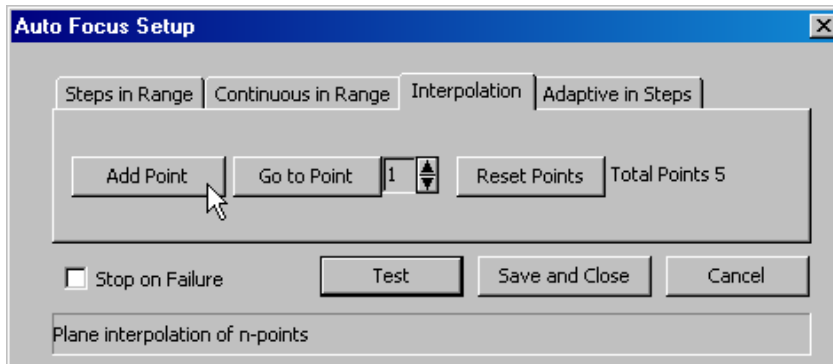 Auto Focus Setup
Steps in Range Continuous in Range Interpolation Adaptive in Steps
Add Point Go to Point 1 Reset Points Total Points 5
Stop on Failure Test Save and Close Cancel
Plane interpolation of n-points